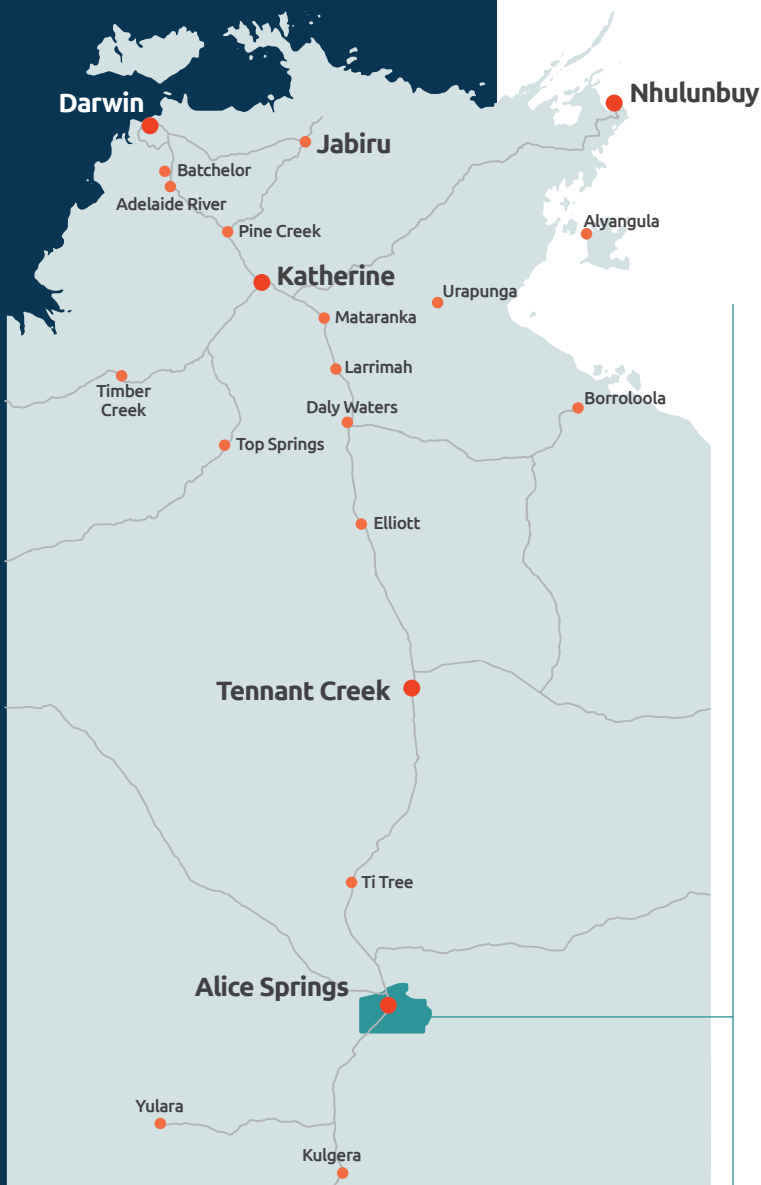 Nhulunbuy
Darwin
Jabiru
Batchelor
Adelaide River
Alyangula
Pine Creek
Katherine
Urapunga
Mataranka
Larrimah
Timber
Creek
Borroloola
Daly Waters
Top Springs
Elliott
Tennant Creek
Ti Tree
Alice Springs
Yulara
Kulgera